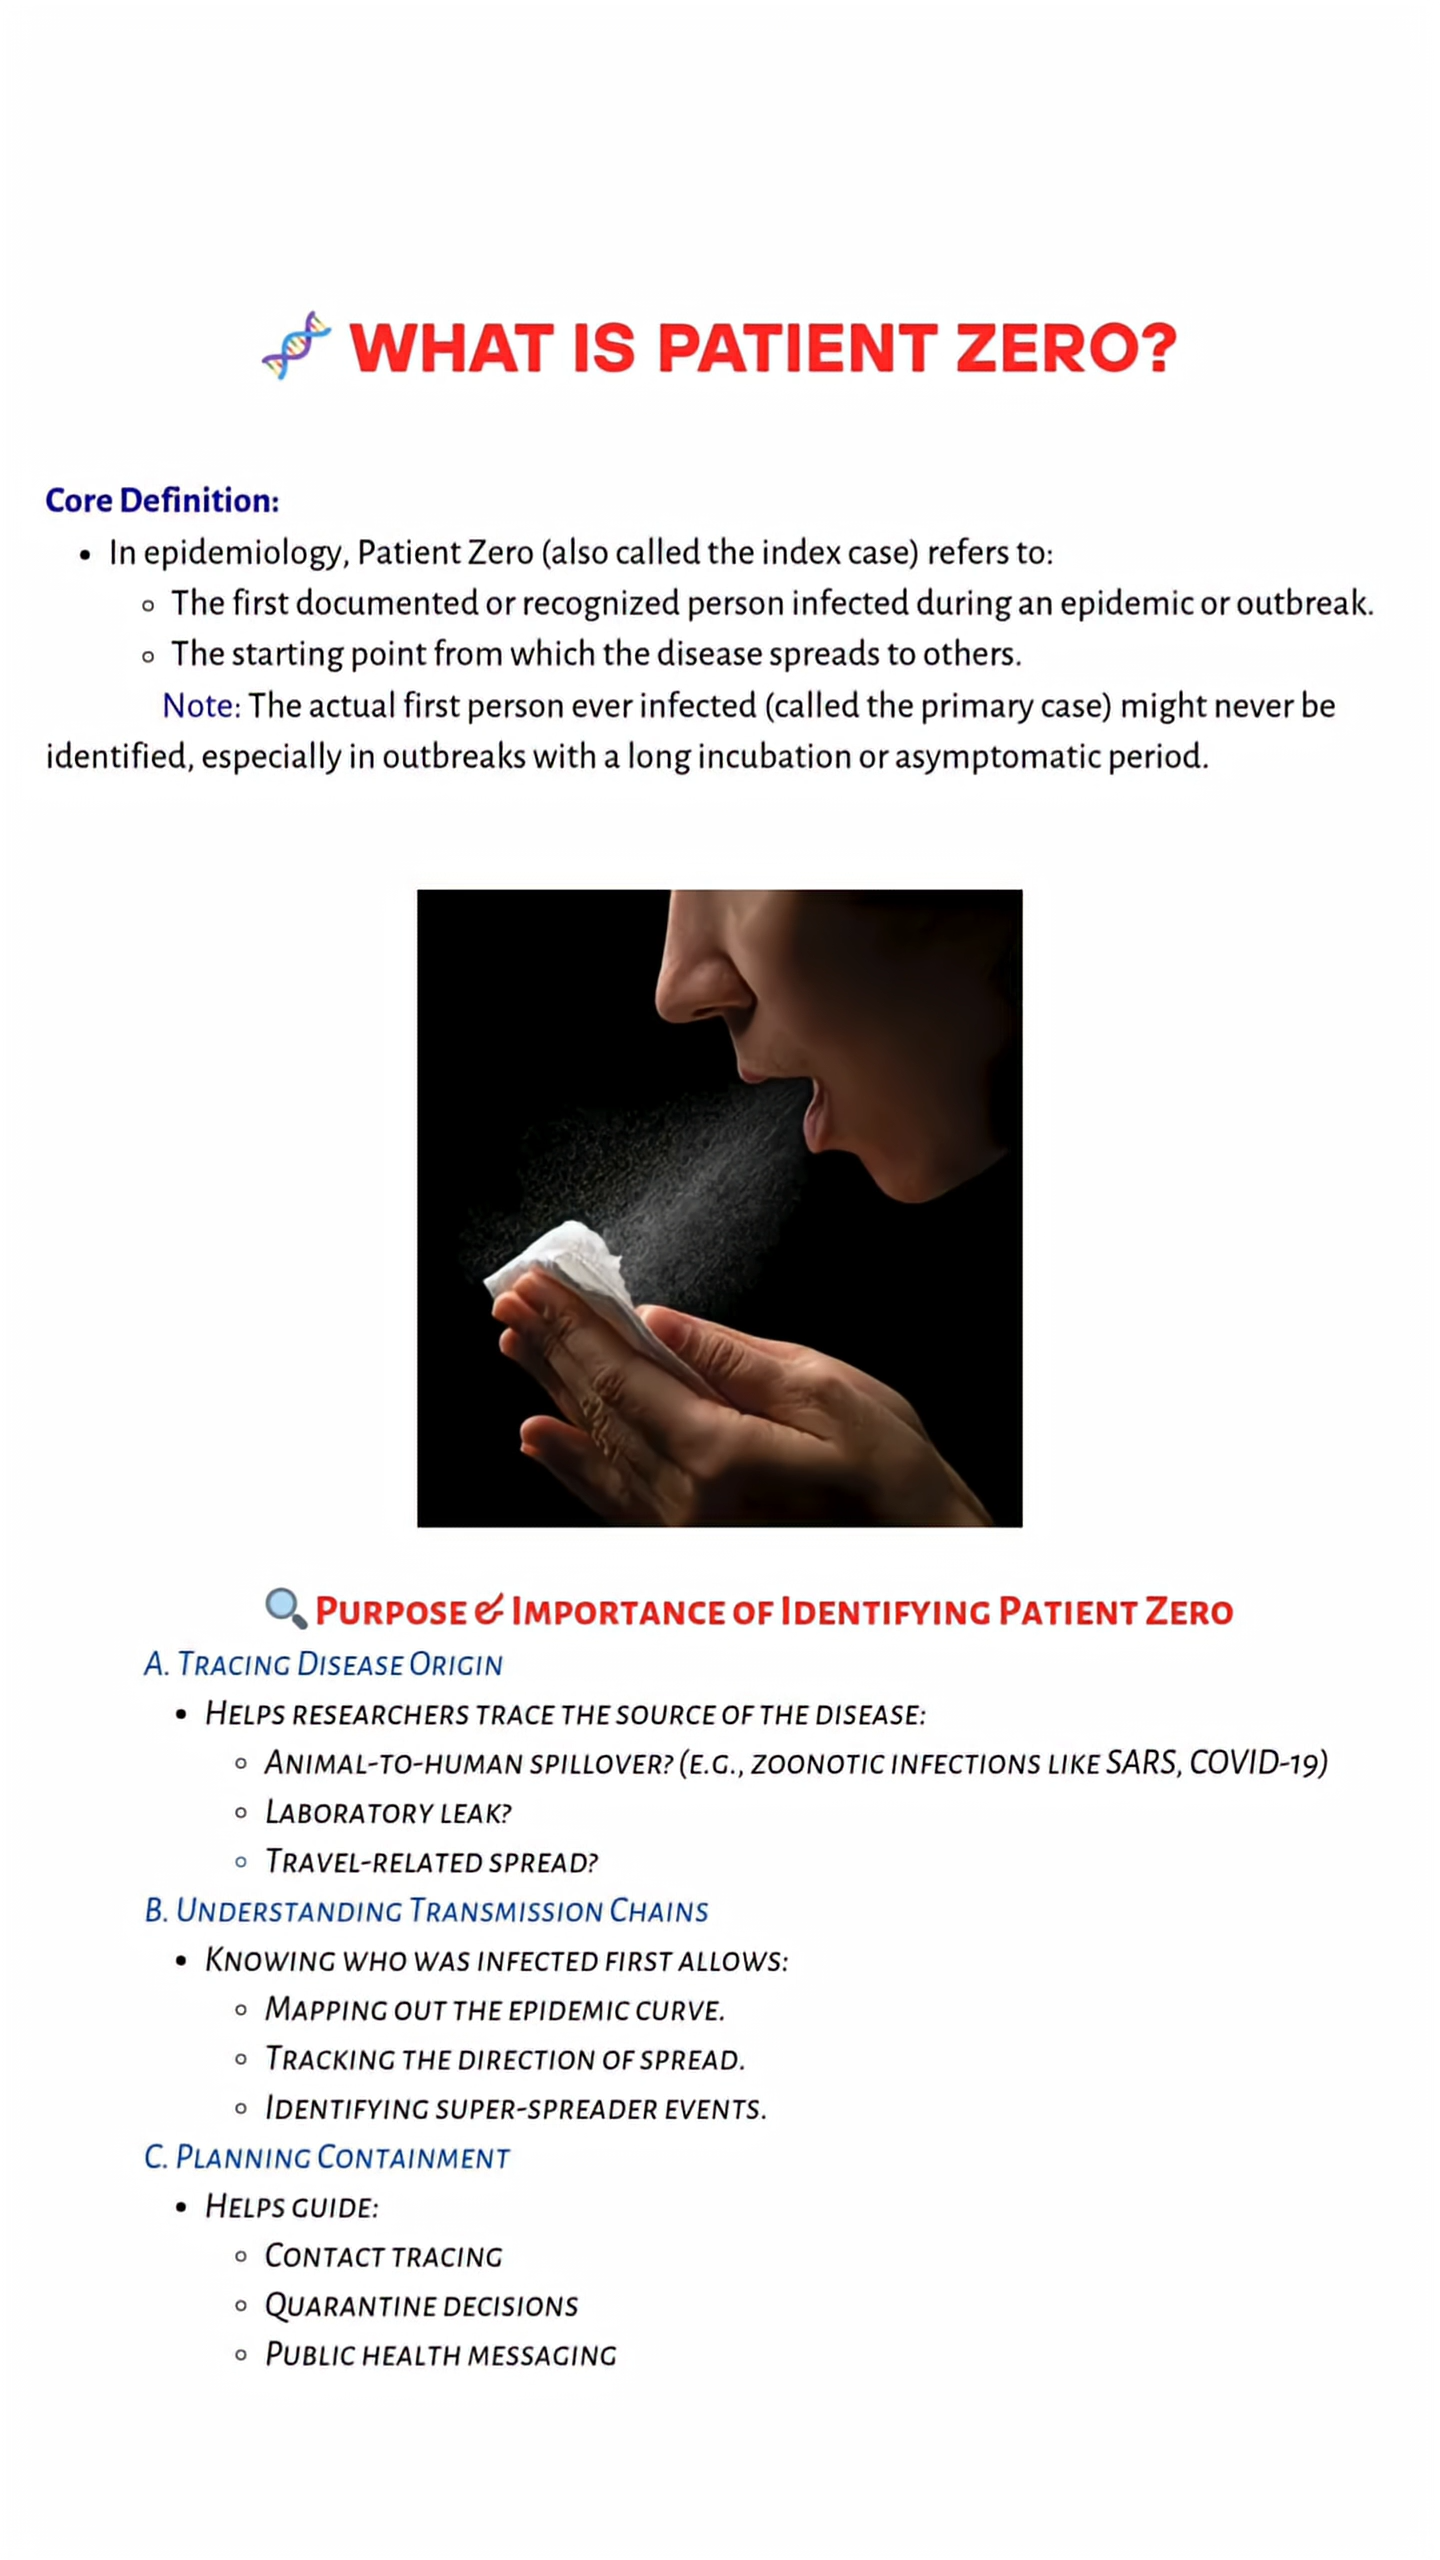 WHAT IS PATIENT ZERO?
Core Definition:
• In epidemiology, Patient Zero (also called the index case) refers to:
◦ The first documented or recognized person infected during an epidemic or outbreak.
◦ The starting point from which the disease spreads to others.
Note: The actual first person ever infected (called the primary case) might never be
identified, especially in outbreaks with a long incubation or asymptomatic period.
Purpose & Importance of Identifying Patient Zero
A. Tracing Disease Origin
• Helps researchers trace the source of the disease:
◦ Animal-to-human spillover? (e.g., zoonotic infections like SARS, COVID-19)
◦ Laboratory leak?
◦ Travel-related spread?
B. Understanding Transmission Chains
• Knowing who was infected first allows:
◦ Mapping out the epidemic curve.
◦ Tracking the direction of spread.
◦ Identifying super-spreader events.
C. Planning Containment
• Helps guide:
◦ Contact tracing
◦ Quarantine decisions
◦ Public health messaging